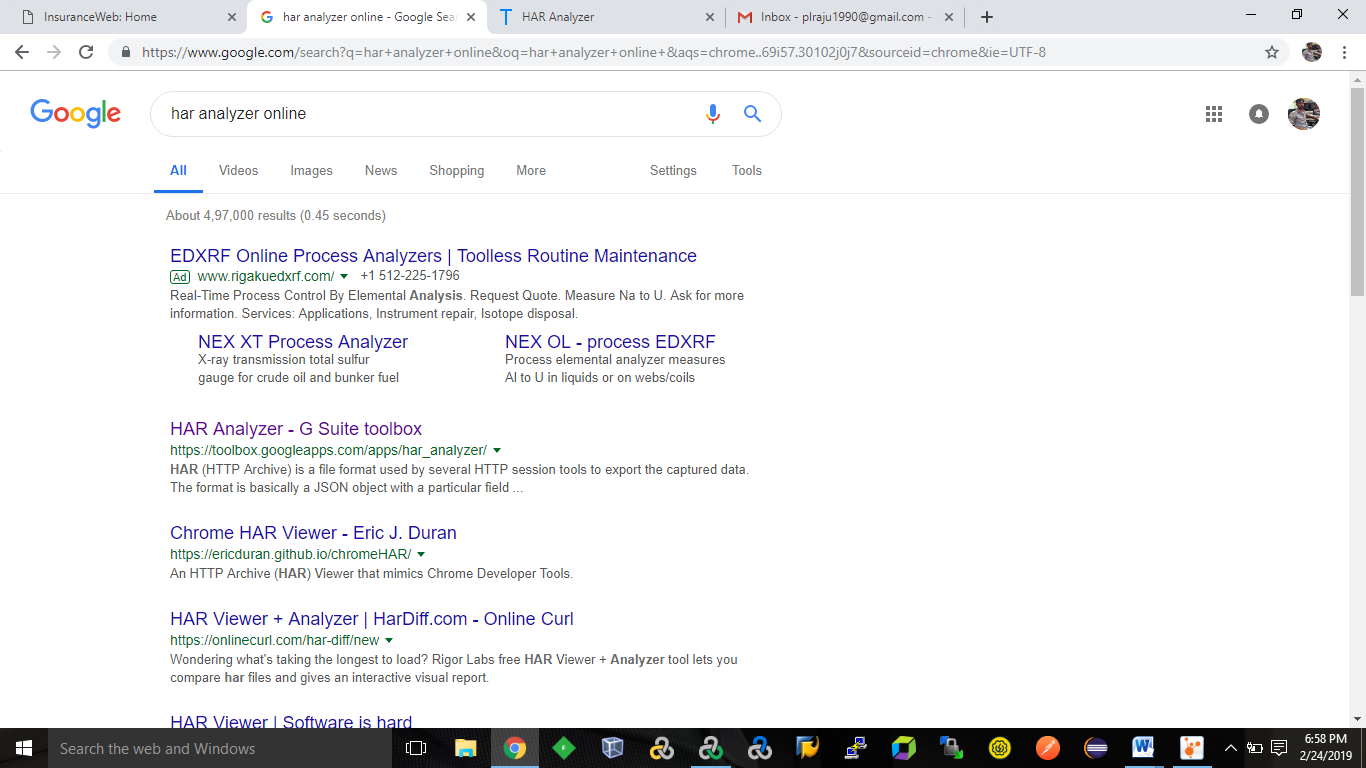 InsuranceWeb: Home
har analyzer online - Google Sear
HAR Analyzer
Inbox - plraju1990@gmail.com -
https://www.google.com/search?q=har+analyzer+online&oq=har+analyzer+online+&aqs=chrome..69i57.30102j0j7&sourceid=chrome&ie=UTF-8
Google
har analyzer online
All Videos Images News Shopping More Settings Tools
About 4,97,000 results (0.45 seconds)
EDXRF Online Process Analyzers | Toolless Routine Maintenance
Ad www.rigakuedxrf.com/ +1 512-225-1796
Real-Time Process Control By Elemental Analysis. Request Quote. Measure Na to U. Ask for more
information. Services: Applications, Instrument repair, Isotope disposal.
NEX XT Process Analyzer
X-ray transmission total sulfur
gauge for crude oil and bunker fuel
NEX OL - process EDXRF
Process elemental analyzer measures
Al to U in liquids or on webs/coils
HAR Analyzer - G Suite toolbox
https://toolbox.googleapps.com/apps/har_analyzer/
HAR (HTTP Archive) is a file format used by several HTTP session tools to export the captured data.
The format is basically a JSON object with a particular field ...
Chrome HAR Viewer - Eric J. Duran
https://ericduran.github.io/chromeHAR/
An HTTP Archive (HAR) Viewer that mimics Chrome Developer Tools.
HAR Viewer + Analyzer | HarDiff.com - Online Curl
https://onlinecurl.com/har-diff/new
Wondering what's taking the longest to load? Rigor Labs free HAR Viewer + Analyzer tool lets you
compare har files and gives an interactive visual report.
HAR Viewer | Software is hard
Search the web and Windows
6:58 PM
2/24/2019